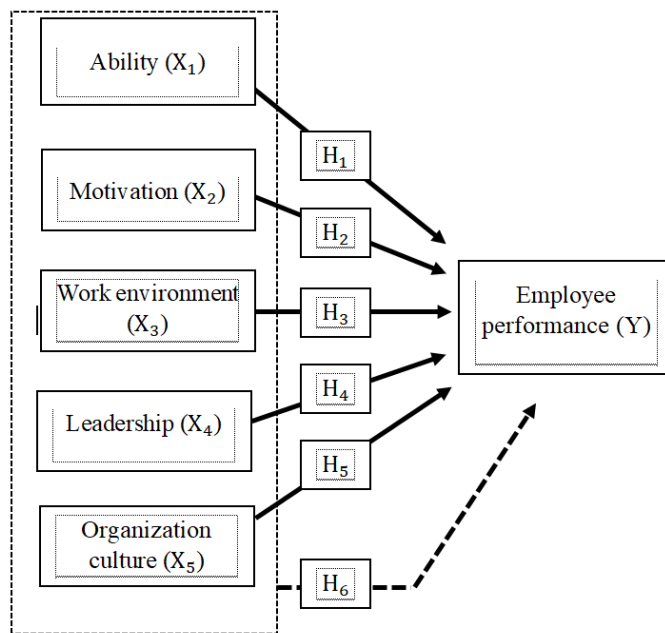 Ability (X₁)
H₁
Motivation (X₂)
H₂
Work environment
(X₃)
H₃
Employee
performance (Y)
Leadership (X₄)
H₄
H₅
Organization
culture (X₅)
H₆